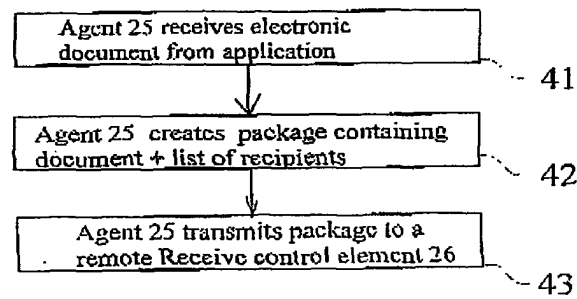 Agent 25 receives electronic
document from application
41
Agent 25 creates package containing
document + list of recipients
42
Agent 25 transmits package to a
remote Receive control element 26
43